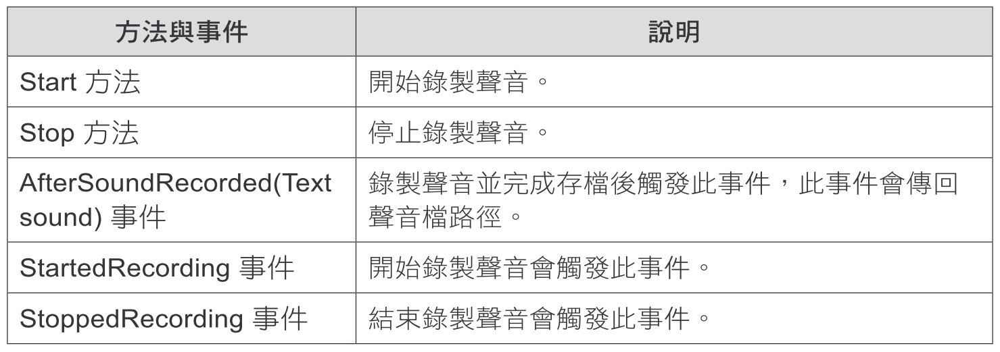 方法與事件
說明
Start 方法
開始錄製聲音。
Stop 方法
停止錄製聲音。
AfterSoundRecorded(Text
sound) 事件
錄製聲音並完成存檔後觸發此事件，此事件會傳回
聲音檔路徑。
StartedRecording 事件
開始錄製聲音會觸發此事件。
StoppedRecording 事件
結束錄製聲音會觸發此事件。